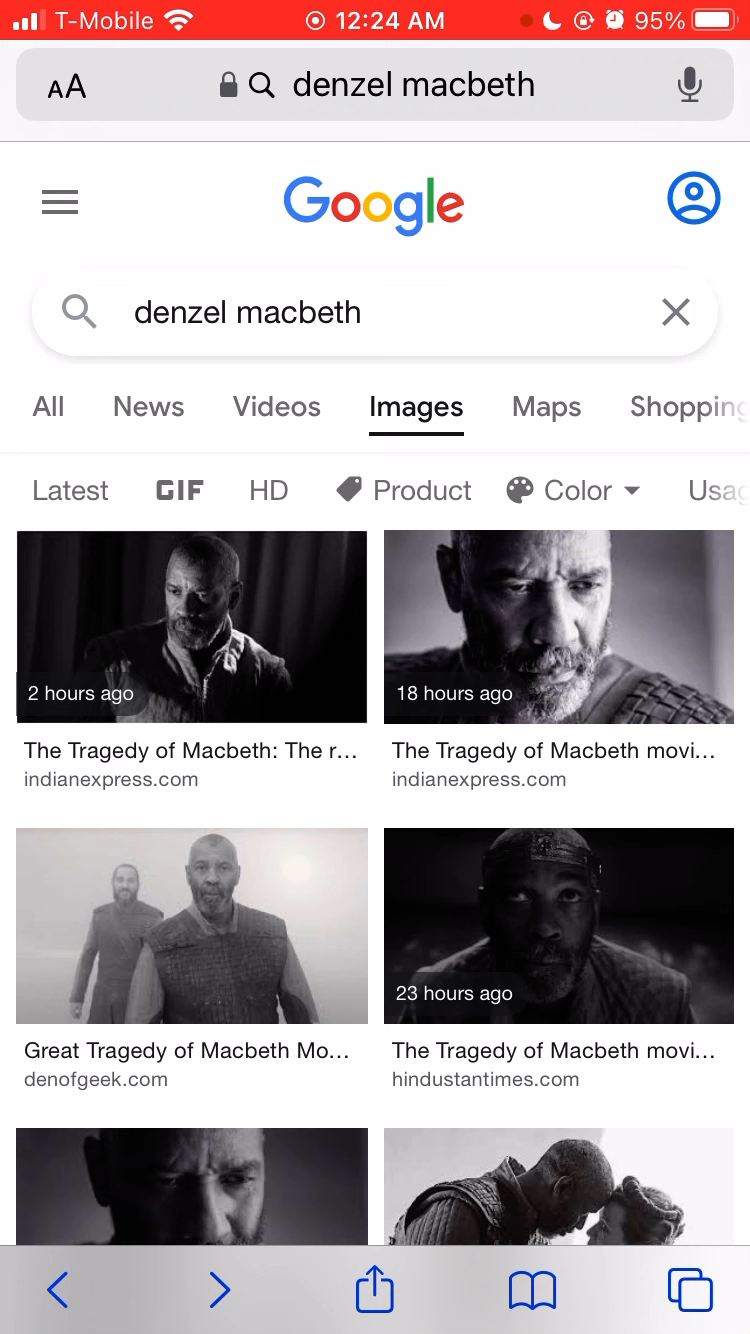 T-Mobile 12:24 AM 95%
AA denzel macbeth
Google
denzel macbeth
All News Videos Images Maps Shopping
Latest GIF HD Product Color Usag
2 hours ago
18 hours ago
The Tragedy of Macbeth: The r...
indianexpress.com
The Tragedy of Macbeth movi...
indianexpress.com
23 hours ago
Great Tragedy of Macbeth Mo...
denofgeek.com
The Tragedy of Macbeth movi...
hindustantimes.com